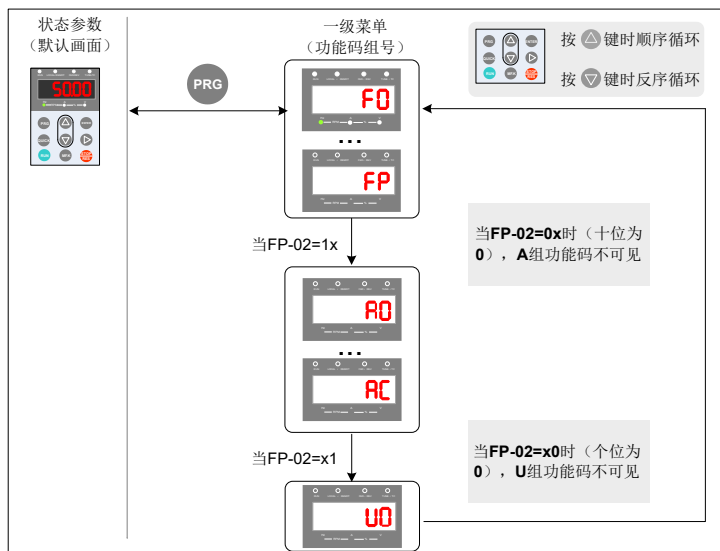 状态参数
(默认画面)
50.00
一级菜单
(功能码组号)
PRG
F0
...
FP
按 键时顺序循环
按 键时反序循环
当FP-02=1x
当FP-02=0x时（十位为
0），A组功能码不可见
A0
...
AC
当FP-02=x1
当FP-02=x0时（个位为
0），U组功能码不可见
U0